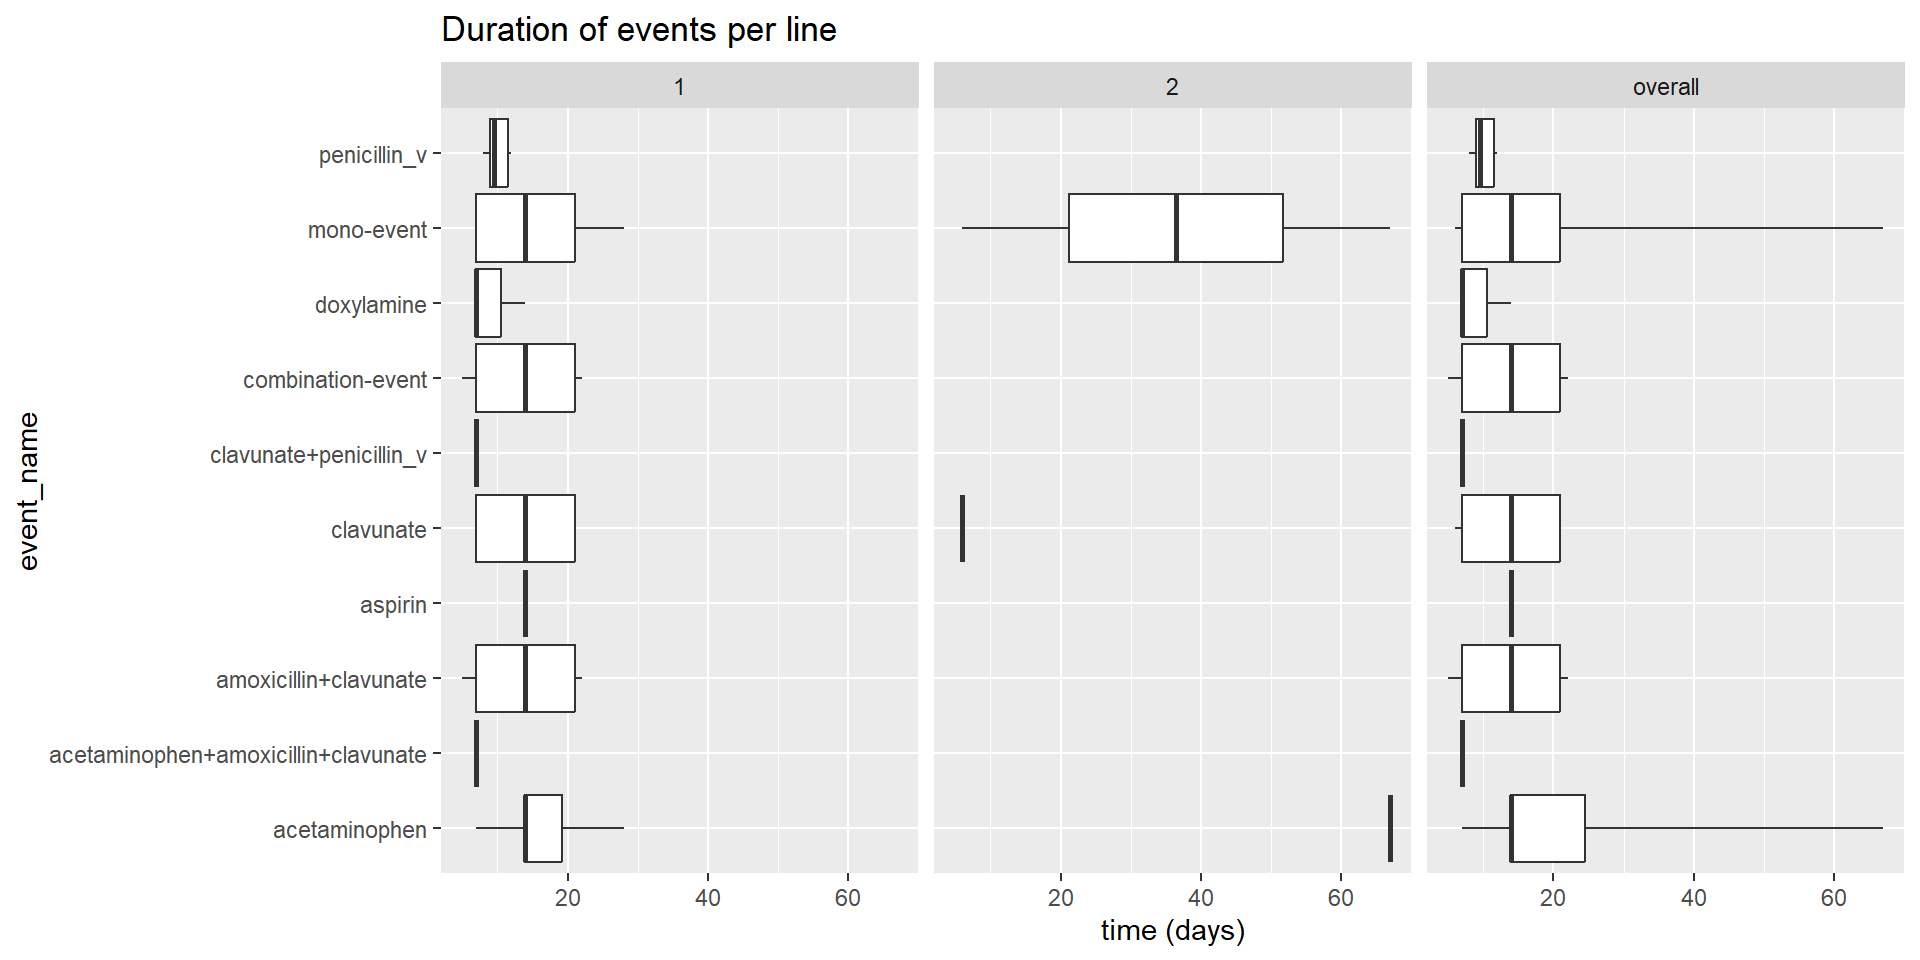 Duration of events per line
1 2 overall
penicillin_v
mono-event
doxylamine
combination-event
clavunate+penicillin_v
clavunate
aspirin
amoxicillin+clavunate
acetaminophen+amoxicillin+clavunate
acetaminophen
event_name
20 40 60 20 40 60 20 40 60
time (days)